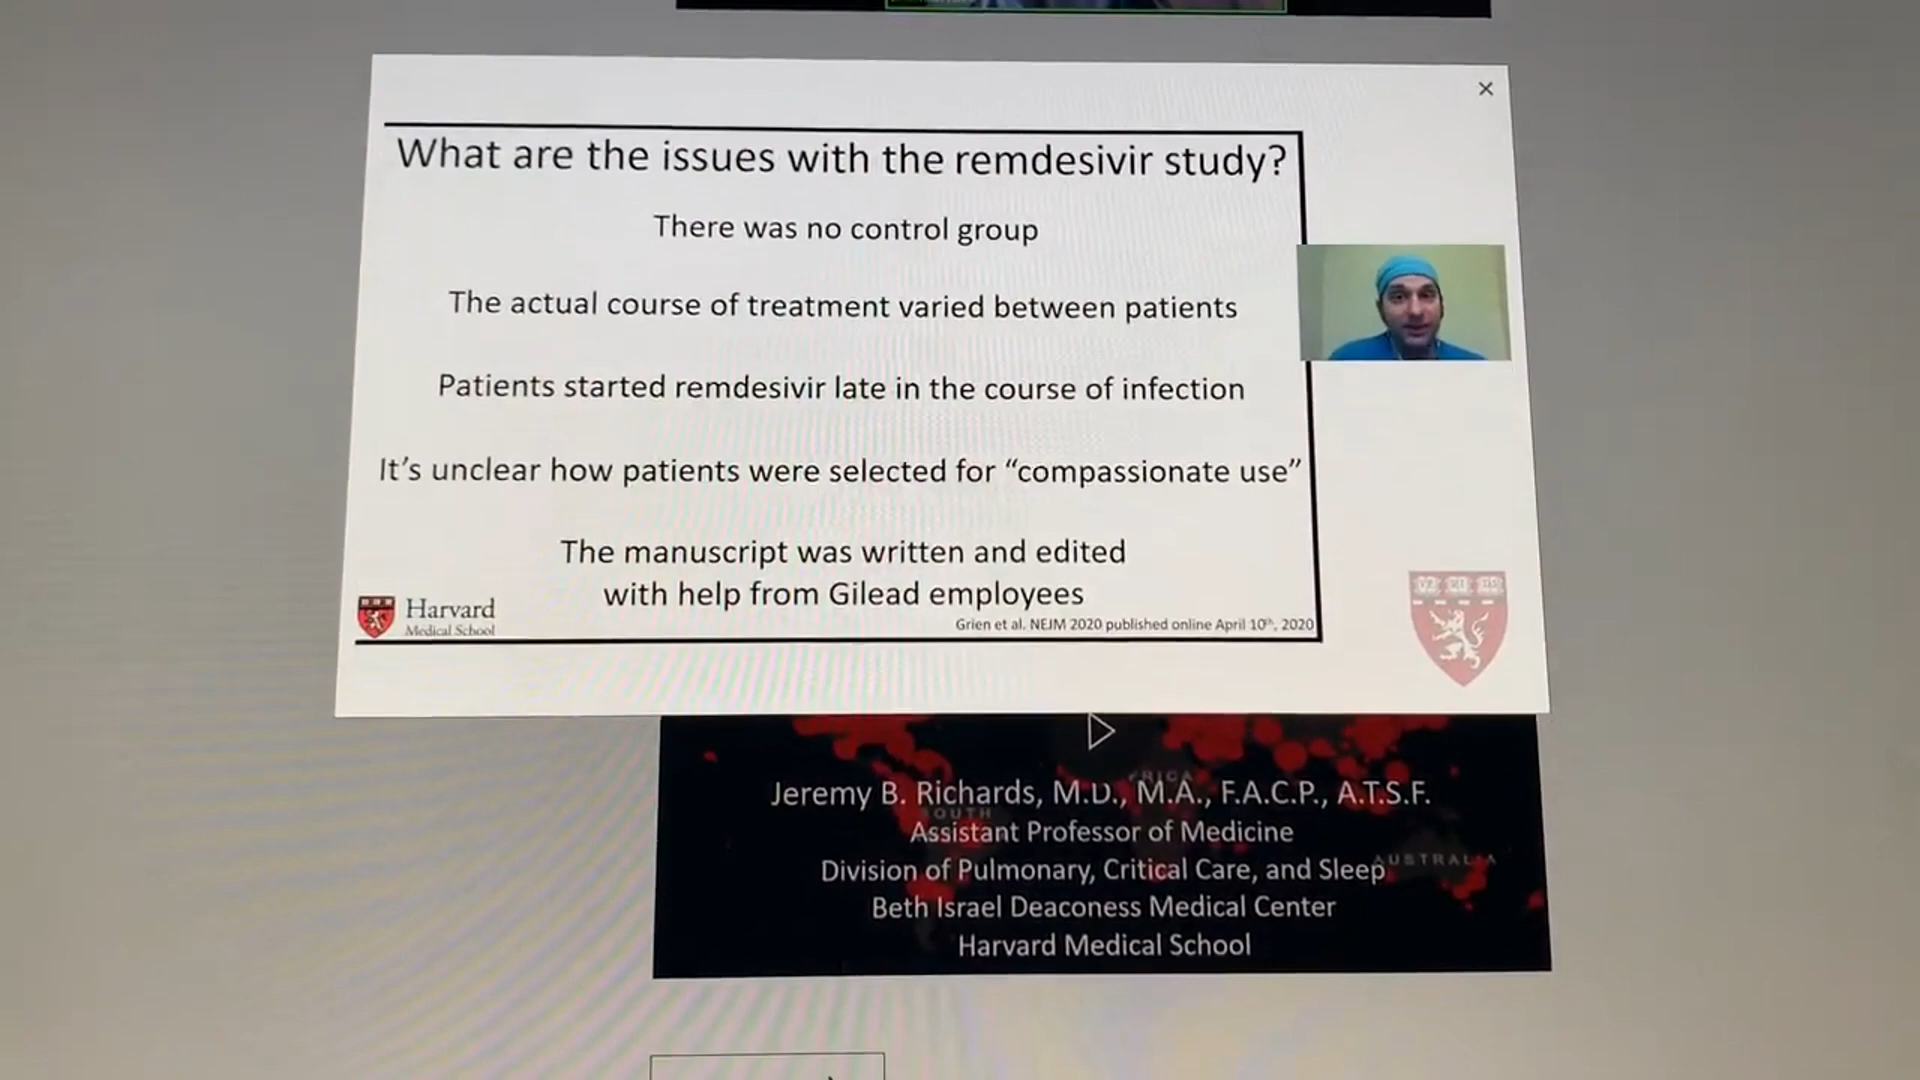 What are the issues with the remdesivir study?
There was no control group
The actual course of treatment varied between patients
Patients started remdesivir late in the course of infection
It's unclear how patients were selected for “compassionate use”
The manuscript was written and edited
with help from Gilead employees
Grien et al. NEJM 2020 published online April 10th, 2020
Harvard
Medical School
Jeremy B. Richards, M.D., M.A., F.A.C.P., A.T.S.F.
Assistant Professor of Medicine
Division of Pulmonary, Critical Care, and Sleep
AUSTRALIA
Beth Israel Deaconess Medical Center
Harvard Medical School